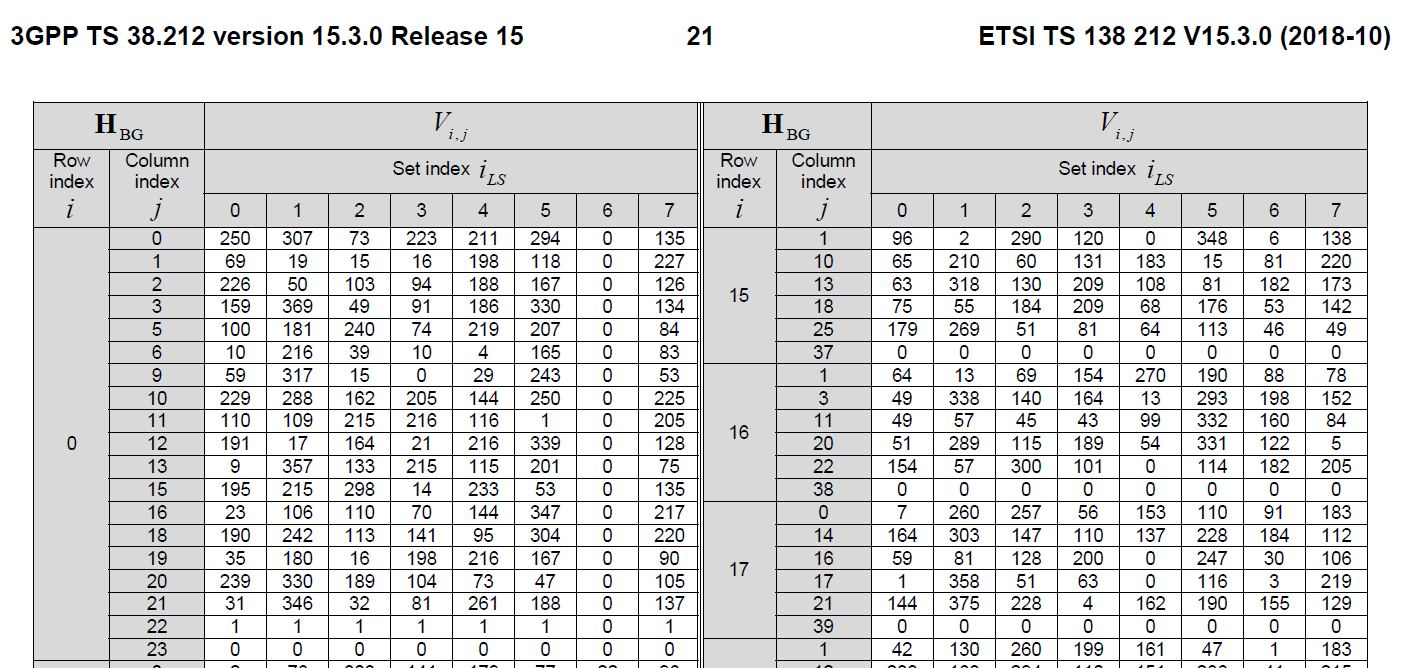 3GPP TS 38.212 version 15.3.0 Release 15 21 ETSI TS 138 212 V15.3.0 (2018-10)
H BG V i,j H BG V i,j
Row index i Column index j Set index i LS Row index i Column index j Set index i LS
0 1 2 3 4 5 6 7 0 1 2 3 4 5 6 7
0 250 307 73 223 211 294 0 135 1 96 2 290 120 0 348 6 138
1 69 19 15 16 198 118 0 227 10 65 210 60 131 183 15 81 220
2 226 50 103 94 188 167 0 126 13 63 318 130 209 108 81 182 173
3 159 369 49 91 186 330 0 134 15 18 75 55 184 209 68 176 53 142
5 100 181 240 74 219 207 0 84 25 179 269 51 81 64 113 46 49
6 10 216 39 10 4 165 0 83 37 0 0 0 0 0 0 0 0
9 59 317 15 0 29 243 0 53 1 64 13 69 154 270 190 88 78
10 229 288 162 205 144 250 0 225 3 49 338 140 164 13 293 198 152
11 110 109 215 216 116 1 0 205 16 11 49 57 45 43 99 332 160 84
0 12 191 17 164 21 216 339 0 128 20 51 289 115 189 54 331 122 5
13 9 357 133 215 115 201 0 75 22 154 57 300 101 0 114 182 205
15 195 215 298 14 233 53 0 135 38 0 0 0 0 0 0 0 0
16 23 106 110 70 144 347 0 217 0 7 260 257 56 153 110 91 183
18 190 242 113 141 95 304 0 220 14 164 303 147 110 137 228 184 112
19 35 180 16 198 216 167 0 90 17 16 59 81 128 200 0 247 30 106
20 239 330 189 104 73 47 0 105 17 1 358 51 63 0 116 3 219
21 31 346 32 81 261 188 0 137 21 144 375 228 4 162 190 155 129
22 1 1 1 1 1 1 0 1 39 0 0 0 0 0 0 0 0
23 0 0 0 0 0 0 0 0 1 42 130 260 199 161 47 1 183